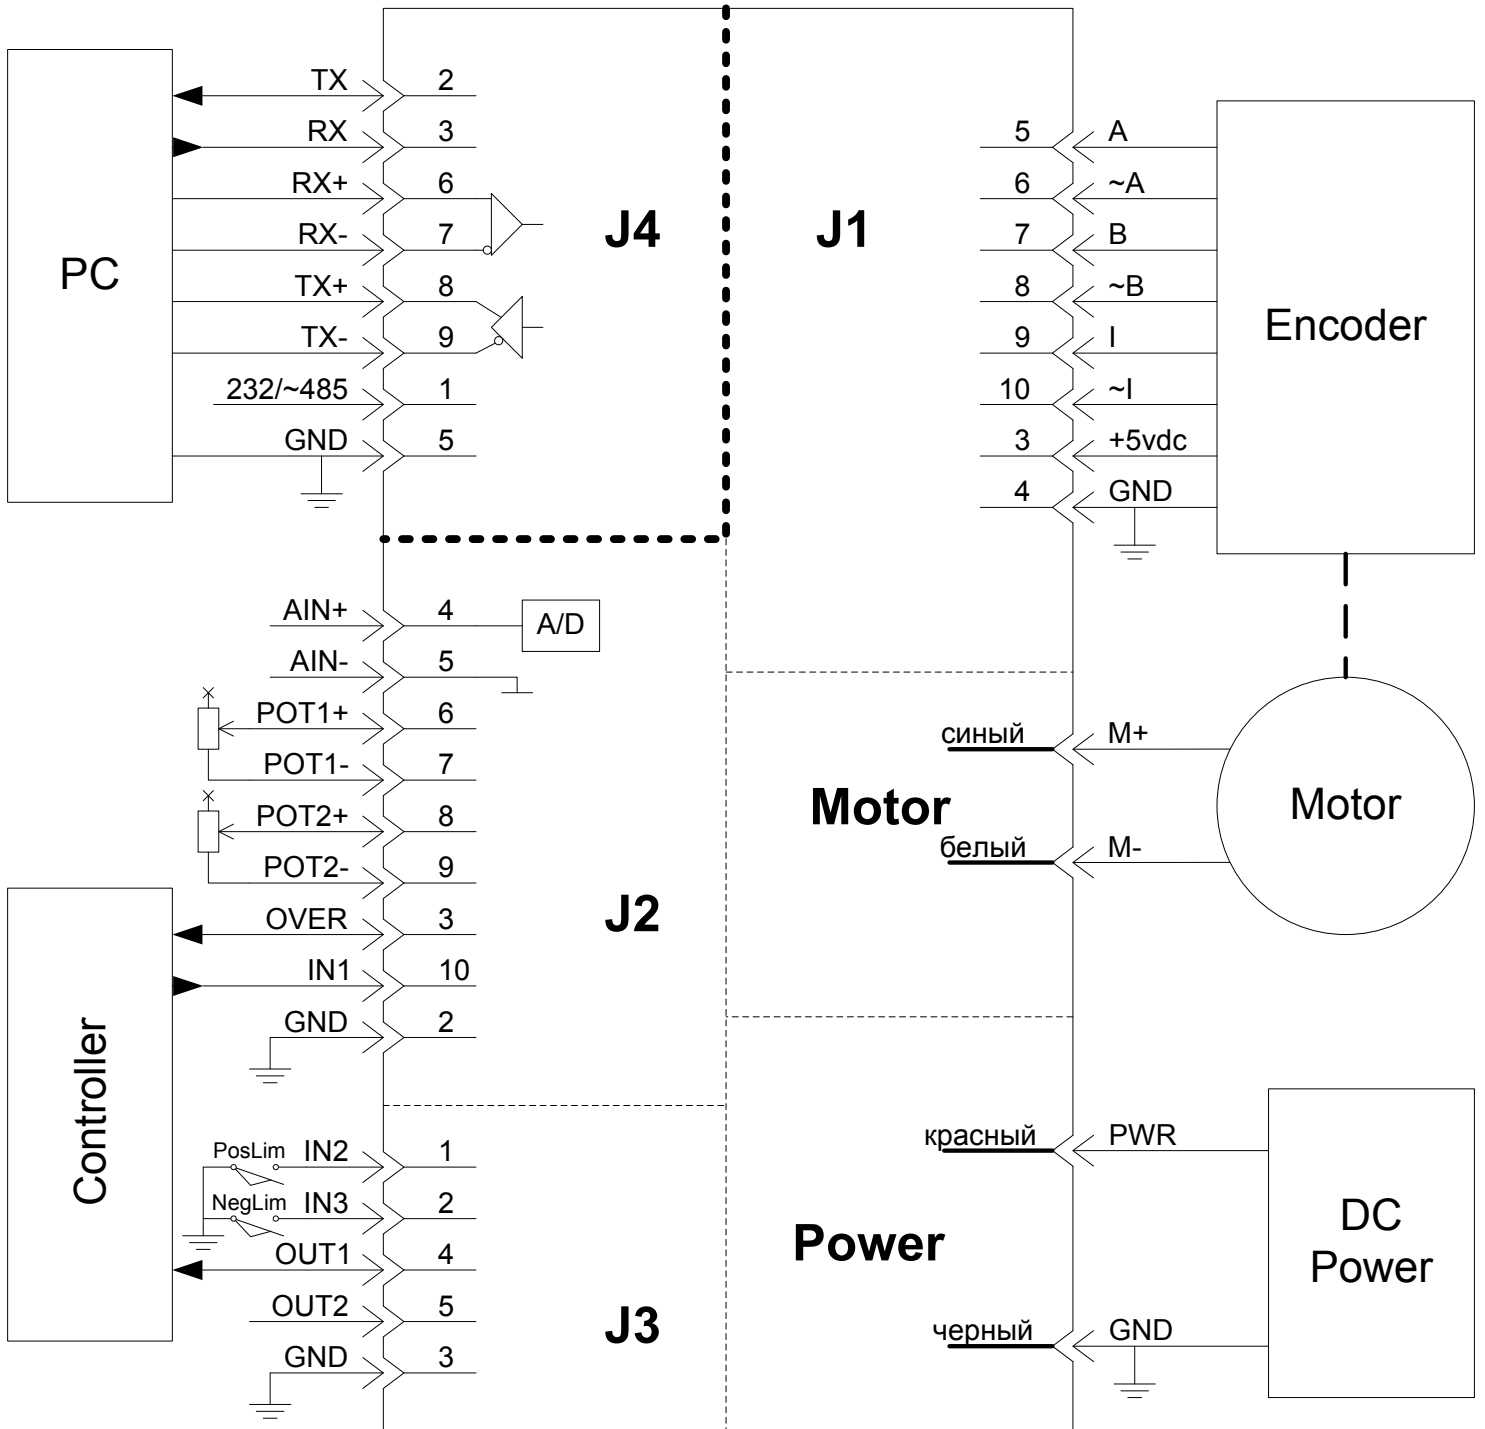 TX 2
RX 3
RX+ 6
RX- 7
TX+ 8
TX- 9
232/~485 1
GND 5
PC
J4
J1
5 A
6 ~A
7 B
8 ~B
9 I
10 ~I
3 +5vdc
4 GND
Encoder
AIN+ 4
A/D
AIN- 5
POT1+ 6
POT1- 7
POT2+ 8
POT2- 9
OVER 3
IN1 10
GND 2
J2
Controller
синый M+
Motor
белый M-
Motor
PosLim IN2 1
NegLim IN3 2
OUT1 4
OUT2 5
GND 3
J3
красный PWR
Power
черный GND
DC
Power